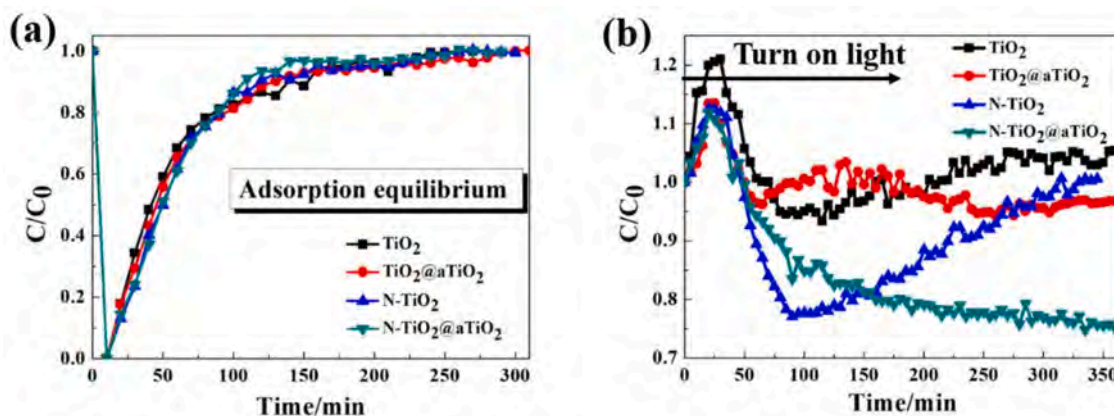 (a)
1.0
0.8
0.6
0.4
0.2
0.0
C/C0
Adsorption equilibrium
TiO2
TiO2@aTiO2
N-TiO2
N-TiO2@aTiO2
0 50 100 150 200 250 300
Time/min
(b)
1.2
1.1
1.0
0.9
0.8
0.7
C/C0
Turn on light
TiO2
TiO2@aTiO2
N-TiO2
N-TiO2@aTiO2
0 50 100 150 200 250 300 350
Time/min